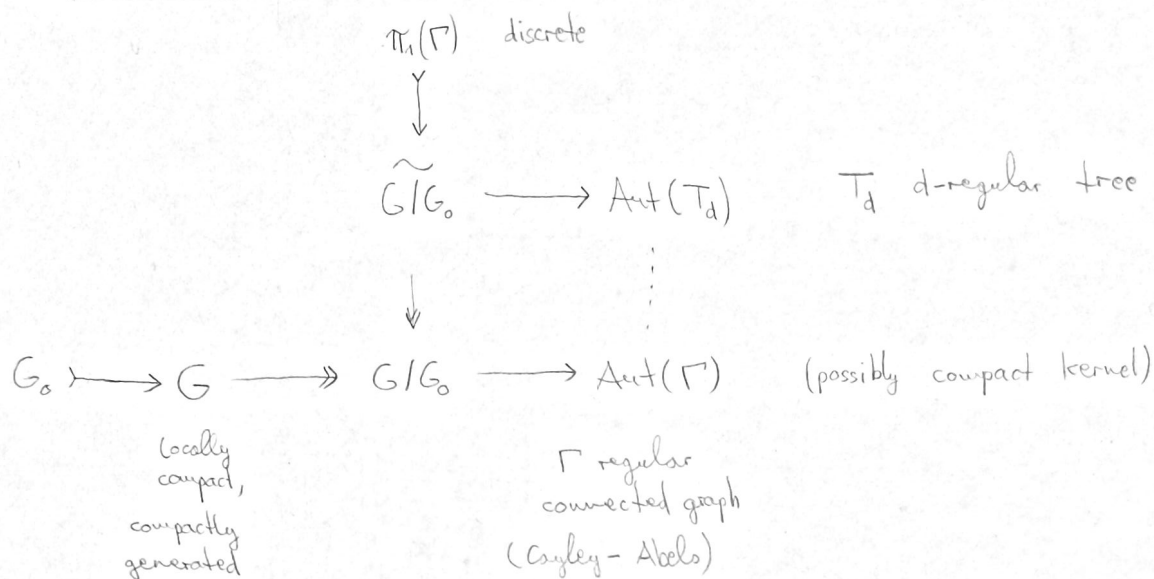 π₁(Γ) discrete
G̃/G₀ → Aut(T_d) T_d d-regular tree
G₀ ↣ G ↠ G/G₀ → Aut(Γ) (possibly compact kernel)
locally
compact,
compactly
generated
Γ regular
connected graph
(Cayley-Abels)